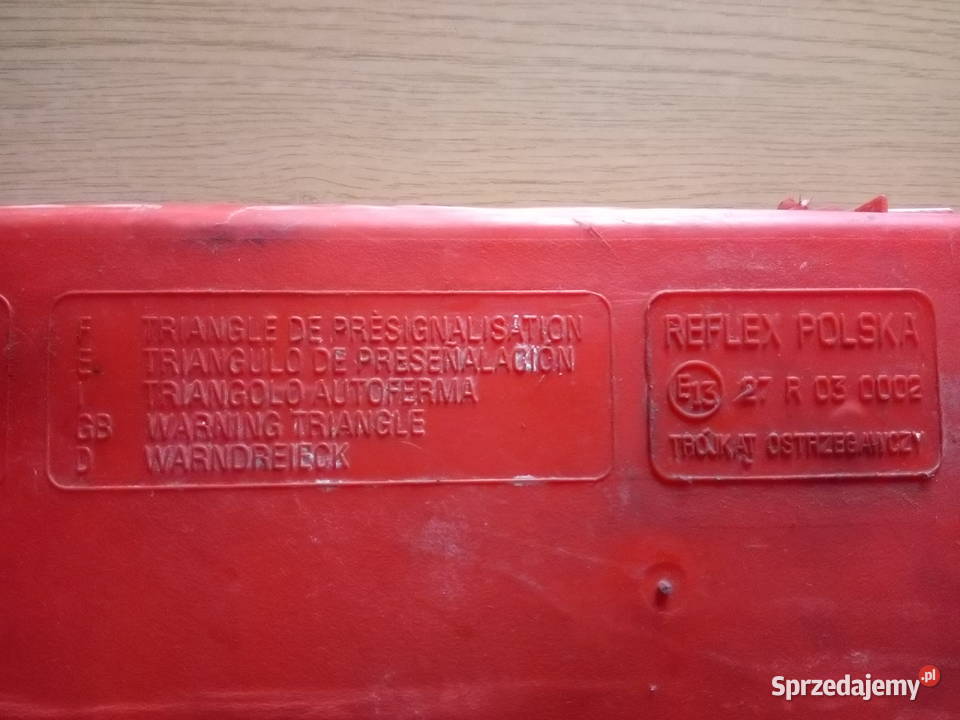 F TRIANGLE DE PRÈSIGNALISATION
E TRIANGULO DE PRESENALACION
I TRIANGOLO AUTOFERMA
GB WARNING TRIANGLE
D WARNDREIECK
REFLEX POLSKA
E13 27 R 03 0002
TRÓJKĄT OSTRZEGAWCZY
Sprzedajemy.pl